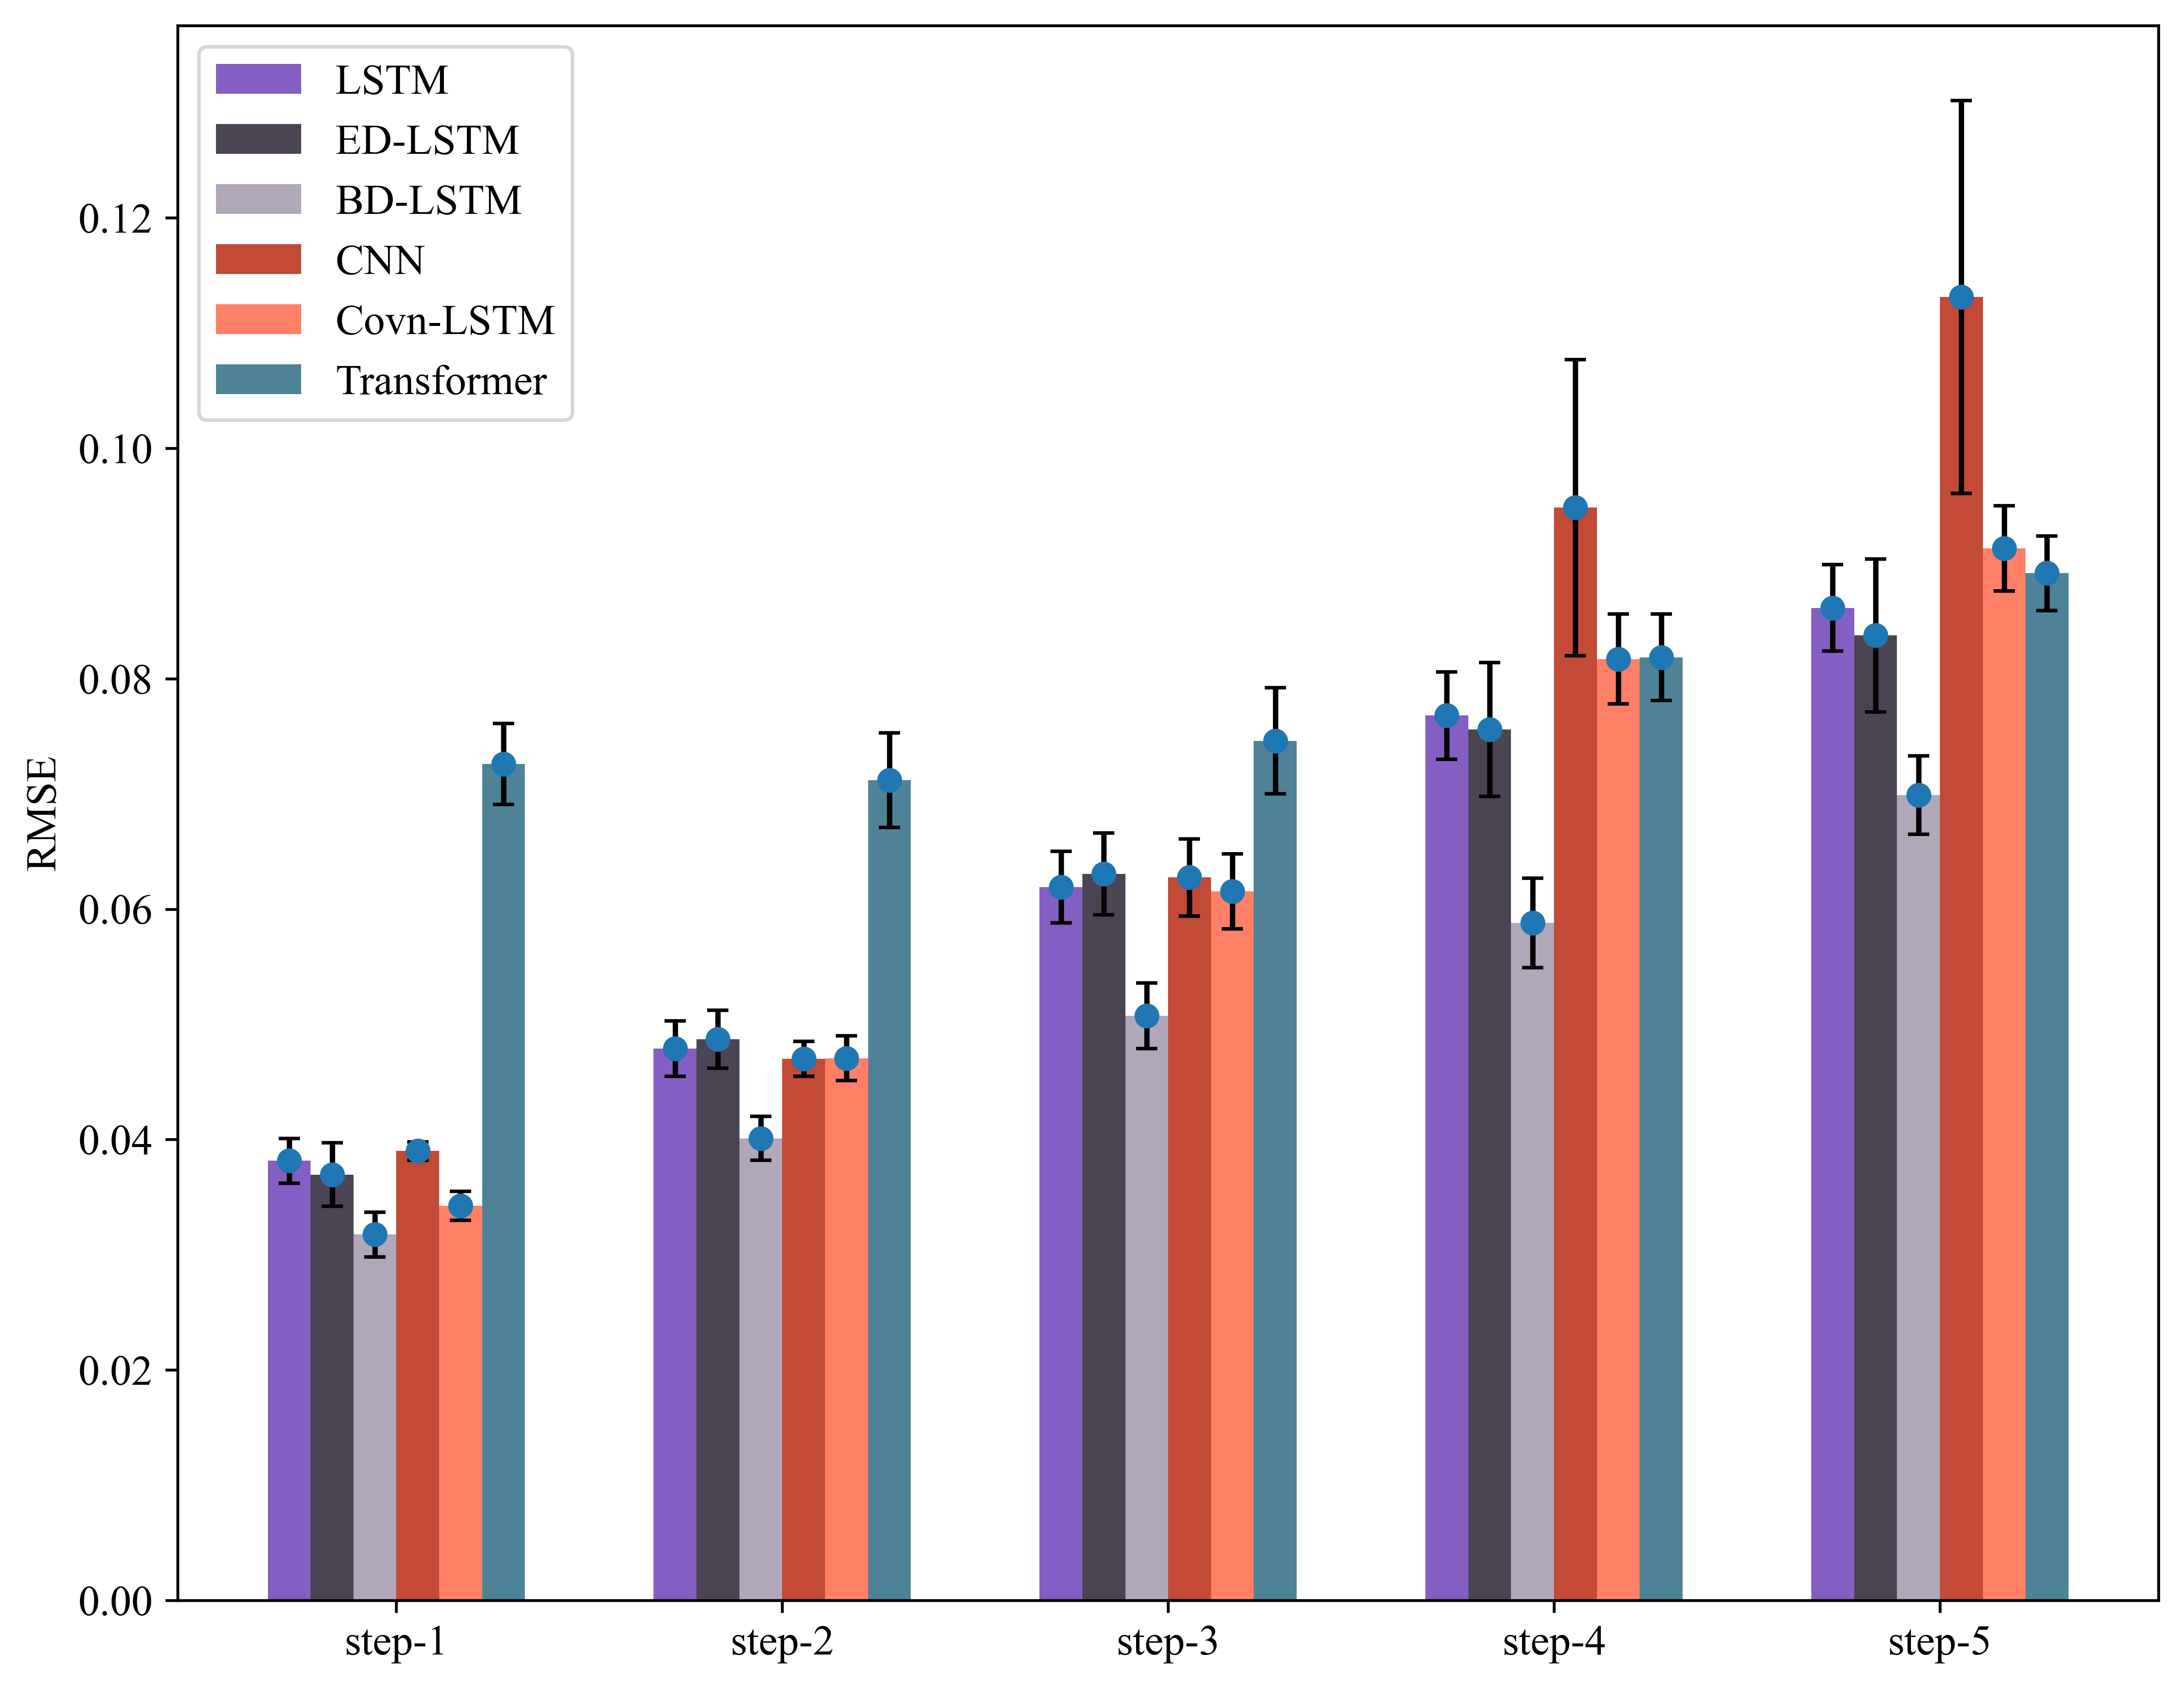 LSTM
ED-LSTM
BD-LSTM
CNN
Covn-LSTM
Transformer
RMSE
0.12
0.10
0.08
0.06
0.04
0.02
0.00
step-1 step-2 step-3 step-4 step-5